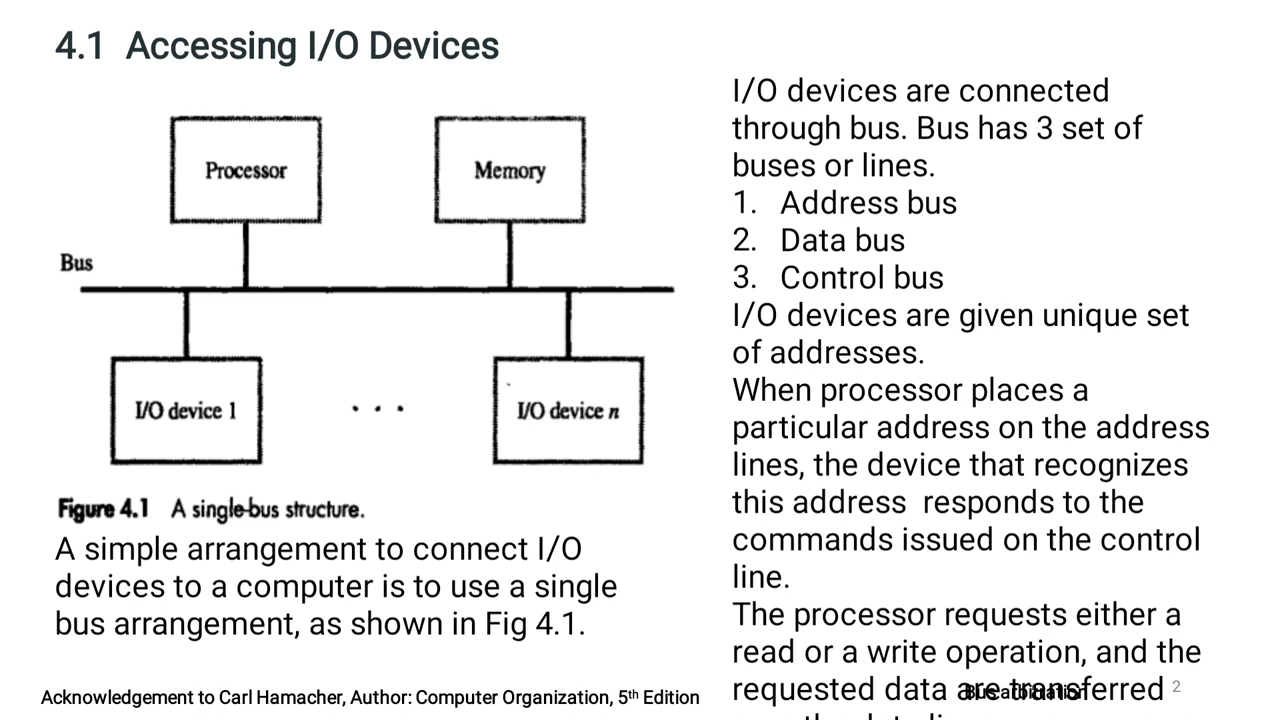 4.1 Accessing I/O Devices
Processor
Memory
Bus
I/O device 1
. . .
I/O device n
Figure 4.1 A single-bus structure.
A simple arrangement to connect I/O
devices to a computer is to use a single
bus arrangement, as shown in Fig 4.1.
I/O devices are connected
through bus. Bus has 3 set of
buses or lines.
1. Address bus
2. Data bus
3. Control bus
I/O devices are given unique set
of addresses.
When processor places a
particular address on the address
lines, the device that recognizes
this address responds to the
commands issued on the control
line.
The processor requests either a
read or a write operation, and the
requested data are transferred
Acknowledgement to Carl Hamacher, Author: Computer Organization, 5th Edition
Bus arbitration
2